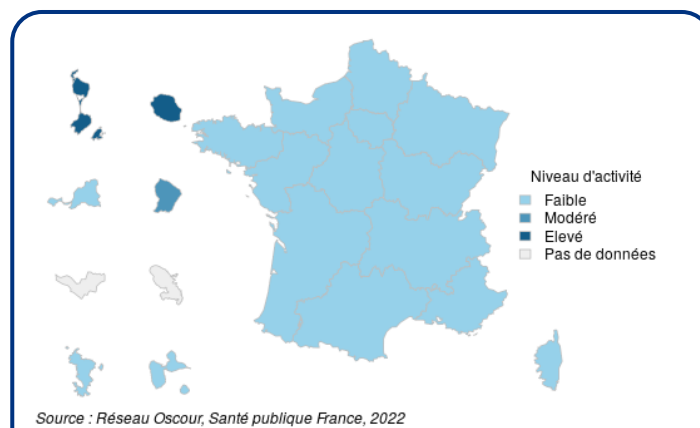 Niveau d'activité
Faible
Modéré
Elevé
Pas de données
Source : Réseau Oscour, Santé publique France, 2022